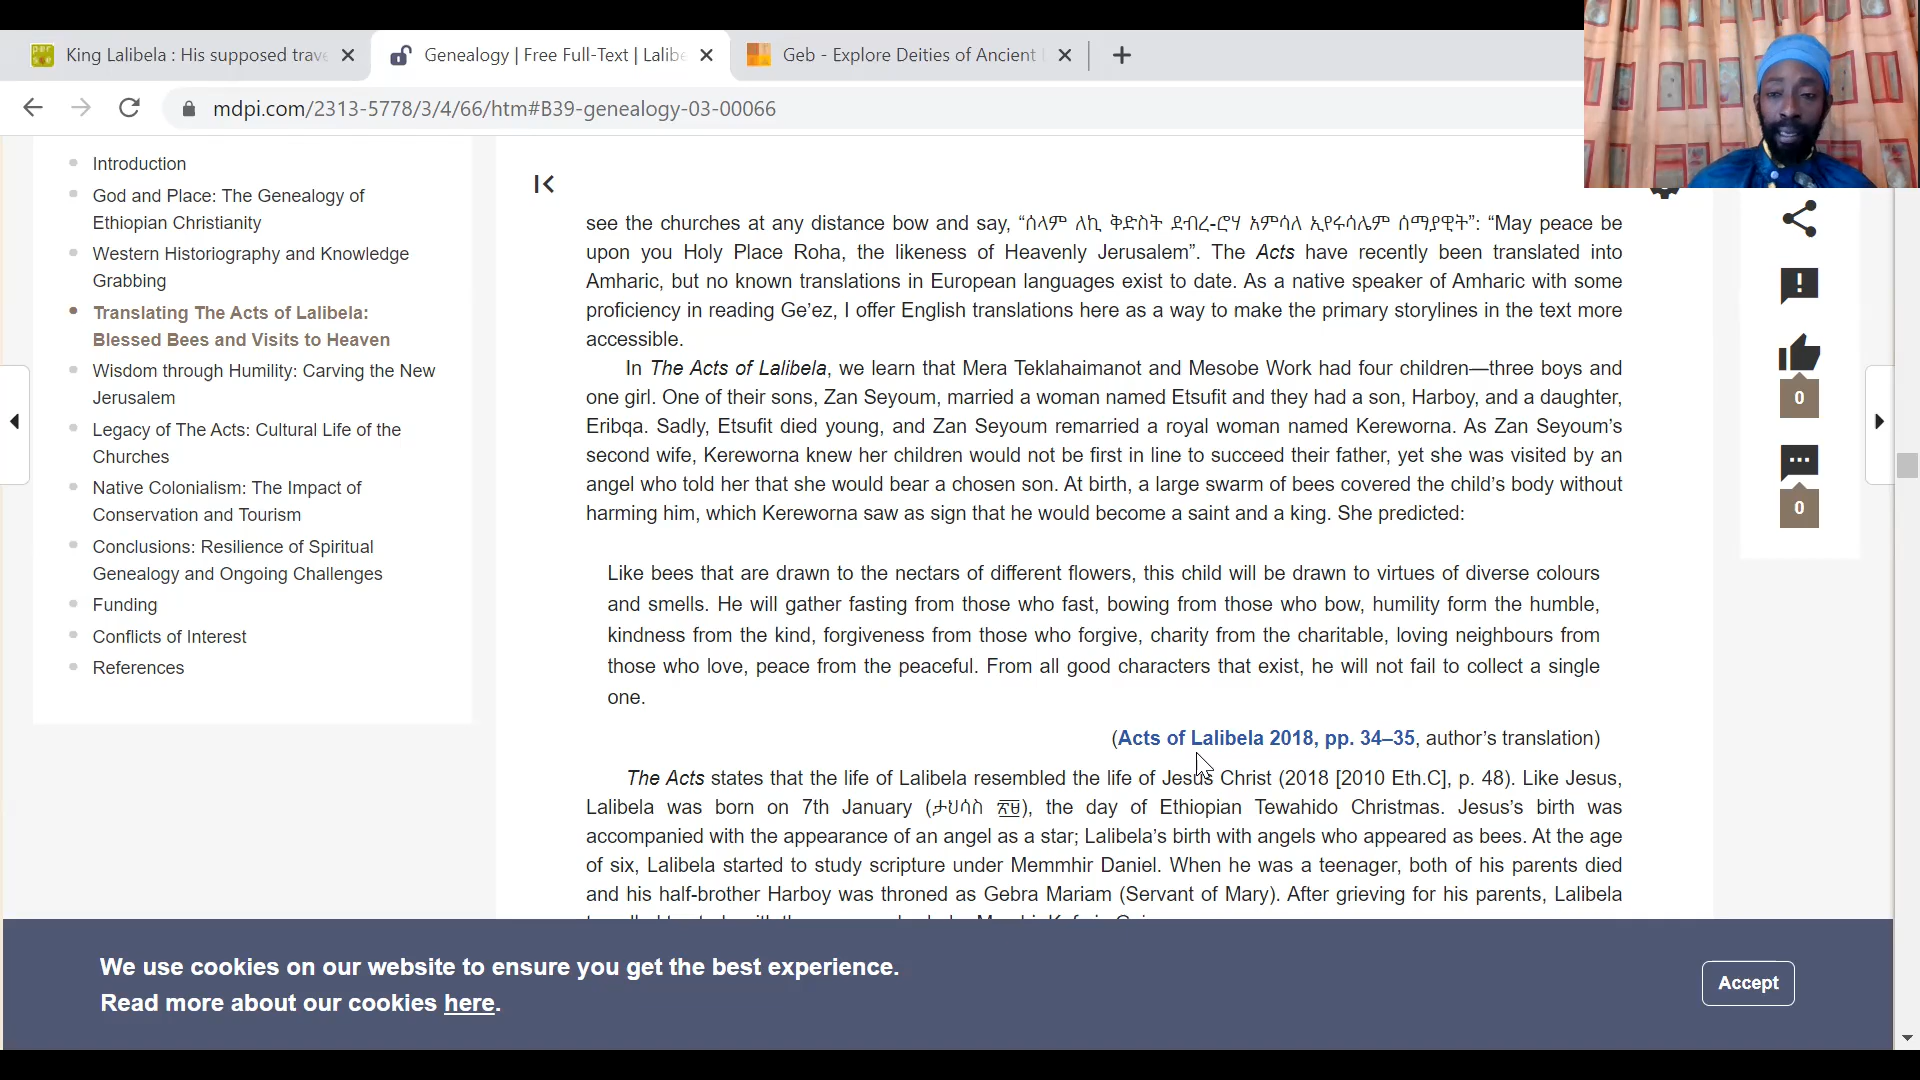 King Lalibela : His supposed trave
Genealogy | Free Full-Text | Lalibe
Geb - Explore Deities of Ancient
mdpi.com/2313-5778/3/4/66/htm#B39-genealogy-03-00066
Introduction
God and Place: The Genealogy of
Ethiopian Christianity
Western Historiography and Knowledge
Grabbing
Translating The Acts of Lalibela:
Blessed Bees and Visits to Heaven
Wisdom through Humility: Carving the New
Jerusalem
Legacy of The Acts: Cultural Life of the
Churches
Native Colonialism: The Impact of
Conservation and Tourism
Conclusions: Resilience of Spiritual
Genealogy and Ongoing Challenges
Funding
Conflicts of Interest
References
see the churches at any distance bow and say, “ሰላም ለኪ ቅድስት ደብረ-ሮሃ አምሳለ ኢየሩሳሌም ሰማያዊት”: “May peace be
upon you Holy Place Roha, the likeness of Heavenly Jerusalem”. The Acts have recently been translated into
Amharic, but no known translations in European languages exist to date. As a native speaker of Amharic with some
proficiency in reading Ge’ez, I offer English translations here as a way to make the primary storylines in the text more
accessible.
In The Acts of Lalibela, we learn that Mera Teklahaimanot and Mesobe Work had four children—three boys and
one girl. One of their sons, Zan Seyoum, married a woman named Etsufit and they had a son, Harboy, and a daughter,
Eribqa. Sadly, Etsufit died young, and Zan Seyoum remarried a royal woman named Kereworna. As Zan Seyoum’s
second wife, Kereworna knew her children would not be first in line to succeed their father, yet she was visited by an
angel who told her that she would bear a chosen son. At birth, a large swarm of bees covered the child’s body without
harming him, which Kereworna saw as sign that he would become a saint and a king. She predicted:
Like bees that are drawn to the nectars of different flowers, this child will be drawn to virtues of diverse colours
and smells. He will gather fasting from those who fast, bowing from those who bow, humility form the humble,
kindness from the kind, forgiveness from those who forgive, charity from the charitable, loving neighbours from
those who love, peace from the peaceful. From all good characters that exist, he will not fail to collect a single
one.
(Acts of Lalibela 2018, pp. 34–35, author’s translation)
The Acts states that the life of Lalibela resembled the life of Jesus Christ (2018 [2010 Eth.C], p. 48). Like Jesus,
Lalibela was born on 7th January (ታህሳስ ፳፱), the day of Ethiopian Tewahido Christmas. Jesus’s birth was
accompanied with the appearance of an angel as a star; Lalibela’s birth with angels who appeared as bees. At the age
of six, Lalibela started to study scripture under Memmhir Daniel. When he was a teenager, both of his parents died
and his half-brother Harboy was throned as Gebra Mariam (Servant of Mary). After grieving for his parents, Lalibela
0
0
We use cookies on our website to ensure you get the best experience.
Read more about our cookies here.
Accept